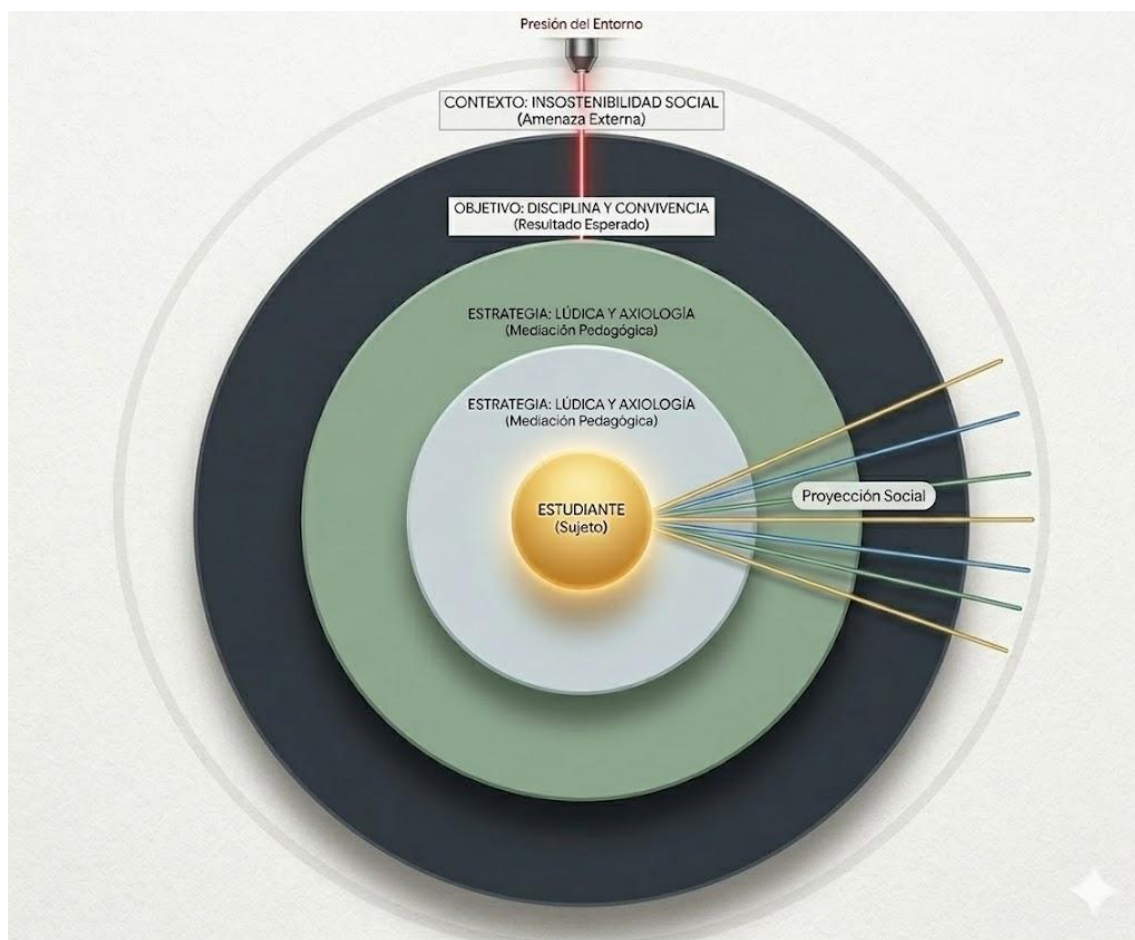 Presión del Entorno
CONTEXTO: INSOSTENIBILIDAD SOCIAL
(Amenaza Externa)
OBJETIVO: DISCIPLINA Y CONVIVENCIA
(Resultado Esperado)
ESTRATEGIA: LÚDICA Y AXIOLOGÍA
(Mediación Pedagógica)
ESTRATEGIA: LÚDICA Y AXIOLOGÍA
(Mediación Pedagógica)
Proyección Social
ESTUDIANTE
(Sujeto)